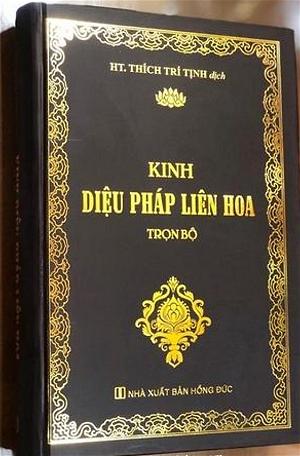 HT. THÍCH TRÍ TỊNH dịch
KINH
DIỆU PHÁP LIÊN HOA
TRỌN BỘ
NHÀ XUẤT BẢN HỒNG ĐỨC